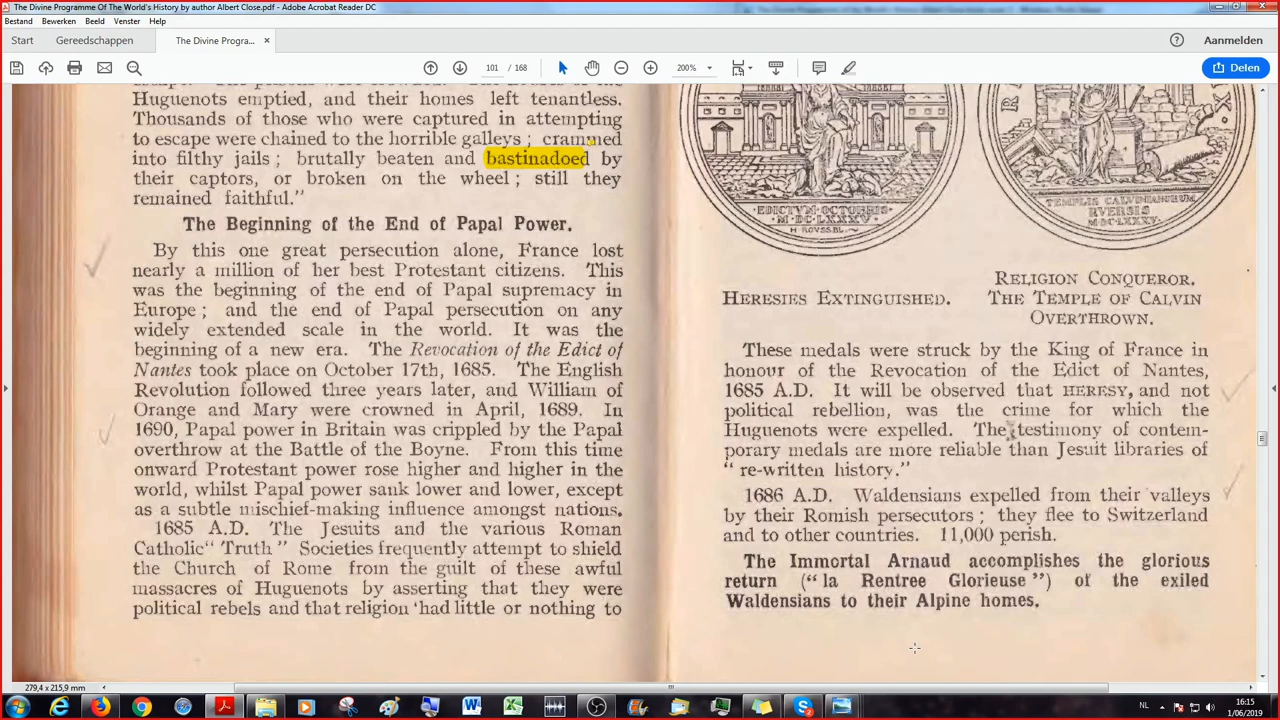 The Divine Programme Of The World's History by author Albert Close.pdf - Adobe Acrobat Reader DC
Bestand Bewerken Beeld Venster Help
Start Gereedschappen The Divine Progra... × Aanmelden
101 / 168 200% Delen
Huguenots emptied, and their homes left tenantless.
Thousands of those who were captured in attempting
to escape were chained to the horrible galleys ; crammed
into filthy jails ; brutally beaten and bastinadoed by
their captors, or broken on the wheel ; still they
remained faithful.”
The Beginning of the End of Papal Power.
By this one great persecution alone, France lost
nearly a million of her best Protestant citizens. This
was the beginning of the end of Papal supremacy in
Europe ; and the end of Papal persecution on any
widely extended scale in the world. It was the
beginning of a new era. The Revocation of the Edict of
Nantes took place on October 17th, 1685. The English
Revolution followed three years later, and William of
Orange and Mary were crowned in April, 1689. In
1690, Papal power in Britain was crippled by the Papal
overthrow at the Battle of the Boyne. From this time
onward Protestant power rose higher and higher in the
world, whilst Papal power sank lower and lower, except
as a subtle mischief-making influence amongst nations.
1685 A.D. The Jesuits and the various Roman
Catholic “ Truth ” Societies frequently attempt to shield
the Church of Rome from the guilt of these awful
massacres of Huguenots by asserting that they were
political rebels and that religion 'had little or nothing to
EDICTVM OCTOBRIS
M·DC·LXXXV·
H ROVSSEL
TEMPLIS CALVINIANORUM
EVERSIS
M·DC·LXXXV·
Heresies Extinguished.
Religion Conqueror.
The Temple of Calvin
Overthrown.
These medals were struck by the King of France in
honour of the Revocation of the Edict of Nantes,
1685 A.D. It will be observed that HERESY, and not
political rebellion, was the crime for which the
Huguenots were expelled. The testimony of contem-
porary medals are more reliable than Jesuit libraries of
“ re-written history.”
1686 A.D. Waldensians expelled from their valleys
by their Romish persecutors ; they flee to Switzerland
and to other countries. 11,000 perish.
The Immortal Arnaud accomplishes the glorious
return (“ la Rentree Glorieuse ”) of the exiled
Waldensians to their Alpine homes.
279,4 x 215,9 mm
NL 16:15
1/06/2019